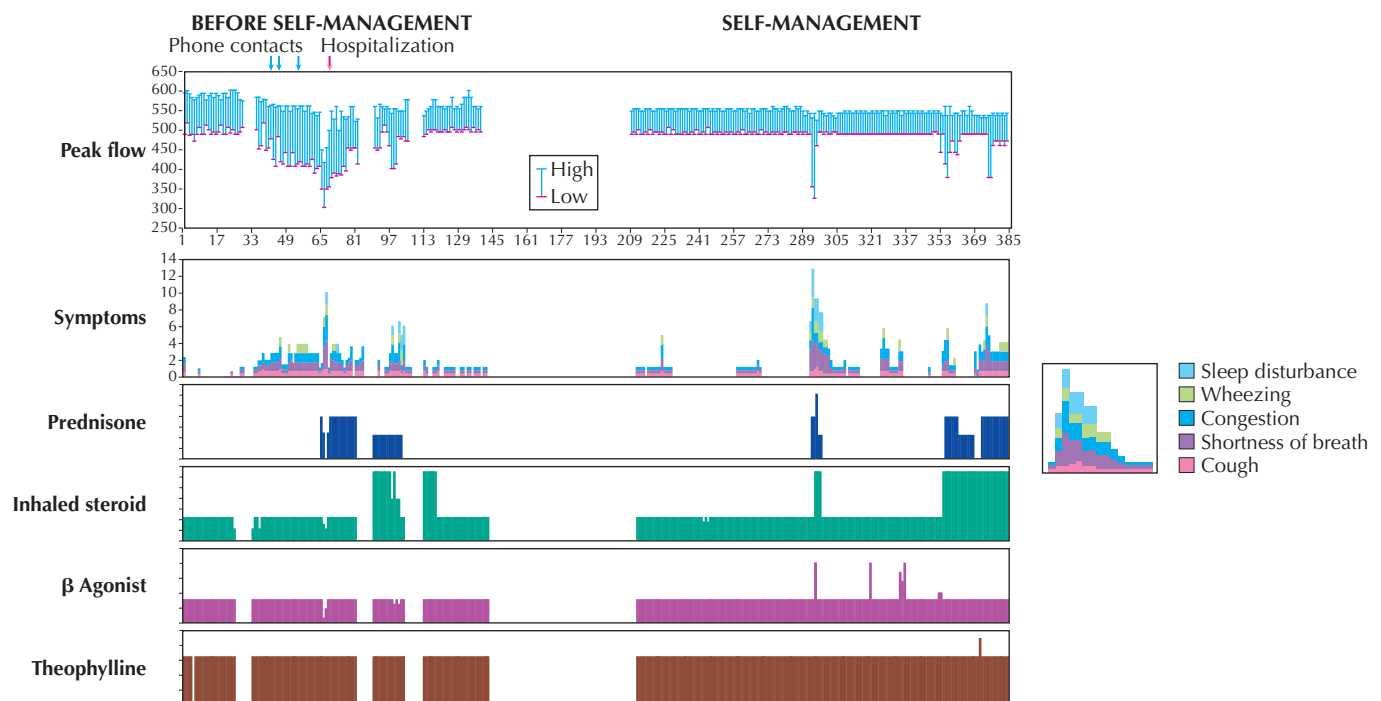 BEFORE SELF-MANAGEMENT SELF-MANAGEMENT
Phone contacts Hospitalization
Peak flow
650
600
550
500
450
400
350
300
250
High
Low
1 17 33 49 65 81 97 113 129 145 161 177 193 209 225 241 257 273 289 305 321 337 353 369 385
Symptoms
14
12
10
8
6
4
2
0
Prednisone
Inhaled steroid
β Agonist
Theophylline
Sleep disturbance
Wheezing
Congestion
Shortness of breath
Cough